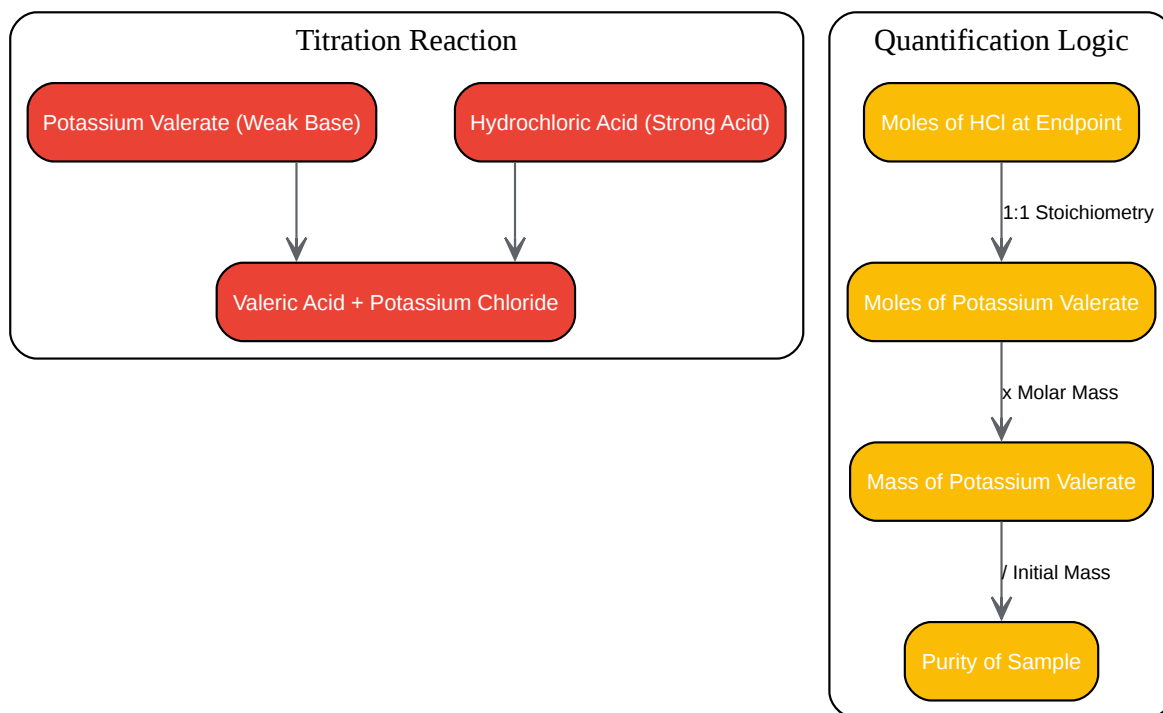 Titration Reaction
Potassium Valerate (Weak Base)
Hydrochloric Acid (Strong Acid)
Valeric Acid + Potassium Chloride
Quantification Logic
Moles of HCl at Endpoint
1:1 Stoichiometry
Moles of Potassium Valerate
x Molar Mass
Mass of Potassium Valerate
/ Initial Mass
Purity of Sample